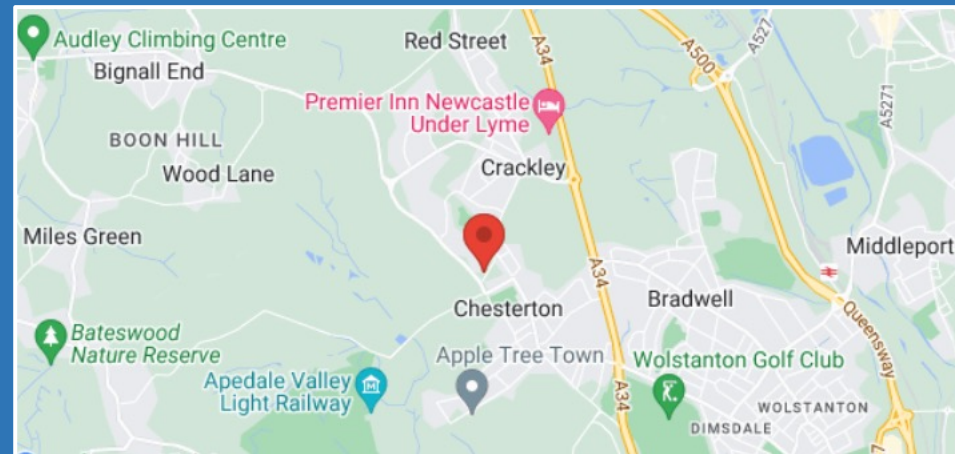 Audley Climbing Centre
Bignall End
Red Street
A34
A500
A527
A5271
Premier Inn Newcastle
Under Lyme
BOON HILL
Wood Lane
Crackley
Miles Green
Middleport
A34
Chesterton
Bradwell
Queensway
Bateswood
Nature Reserve
Apple Tree Town
Wolstanton Golf Club
Apedale Valley
Light Railway
A34
WOLSTANTON
DIMSDALE